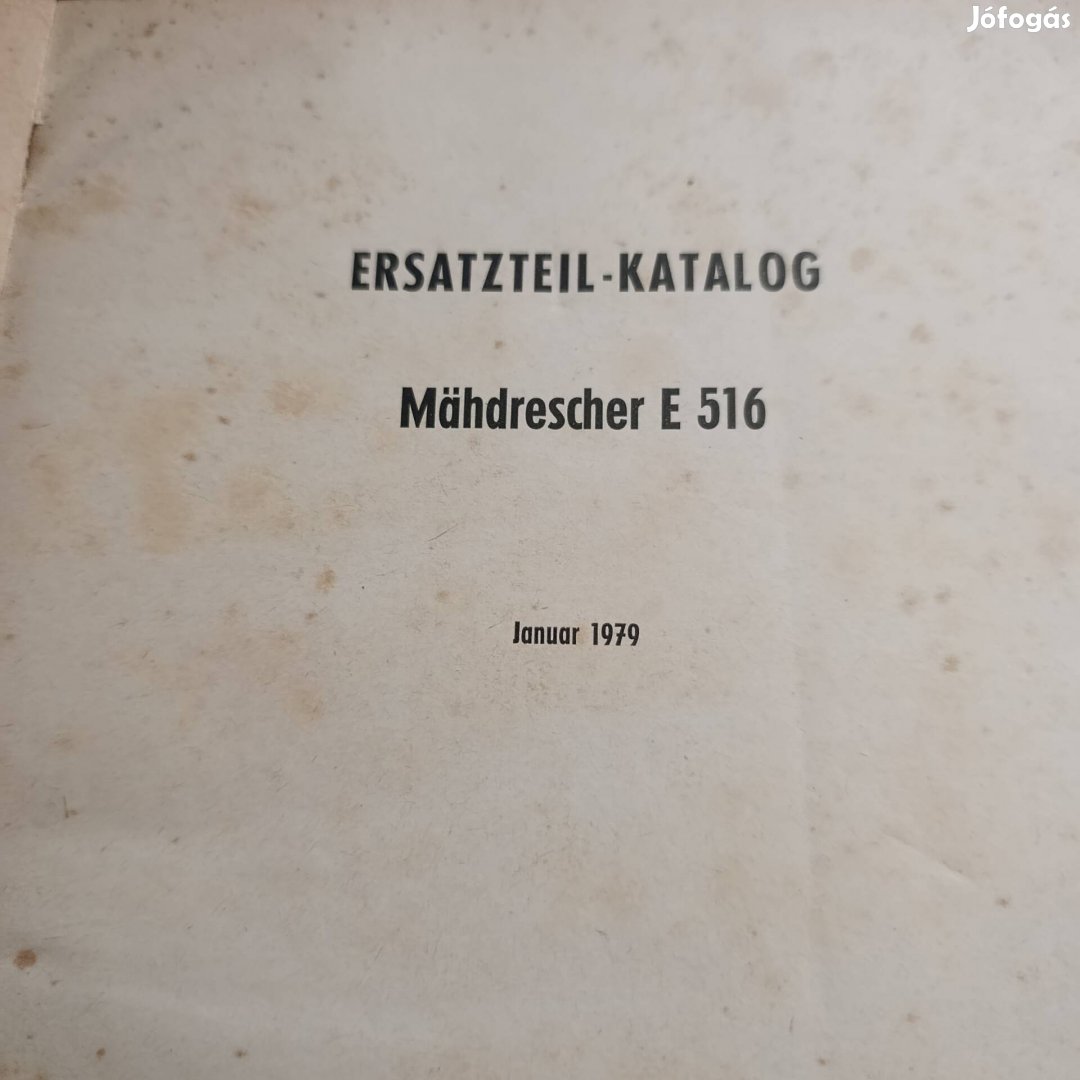 Jófogás
ERSATZTEIL-KATALOG
Mähdrescher E 516
Januar 1979